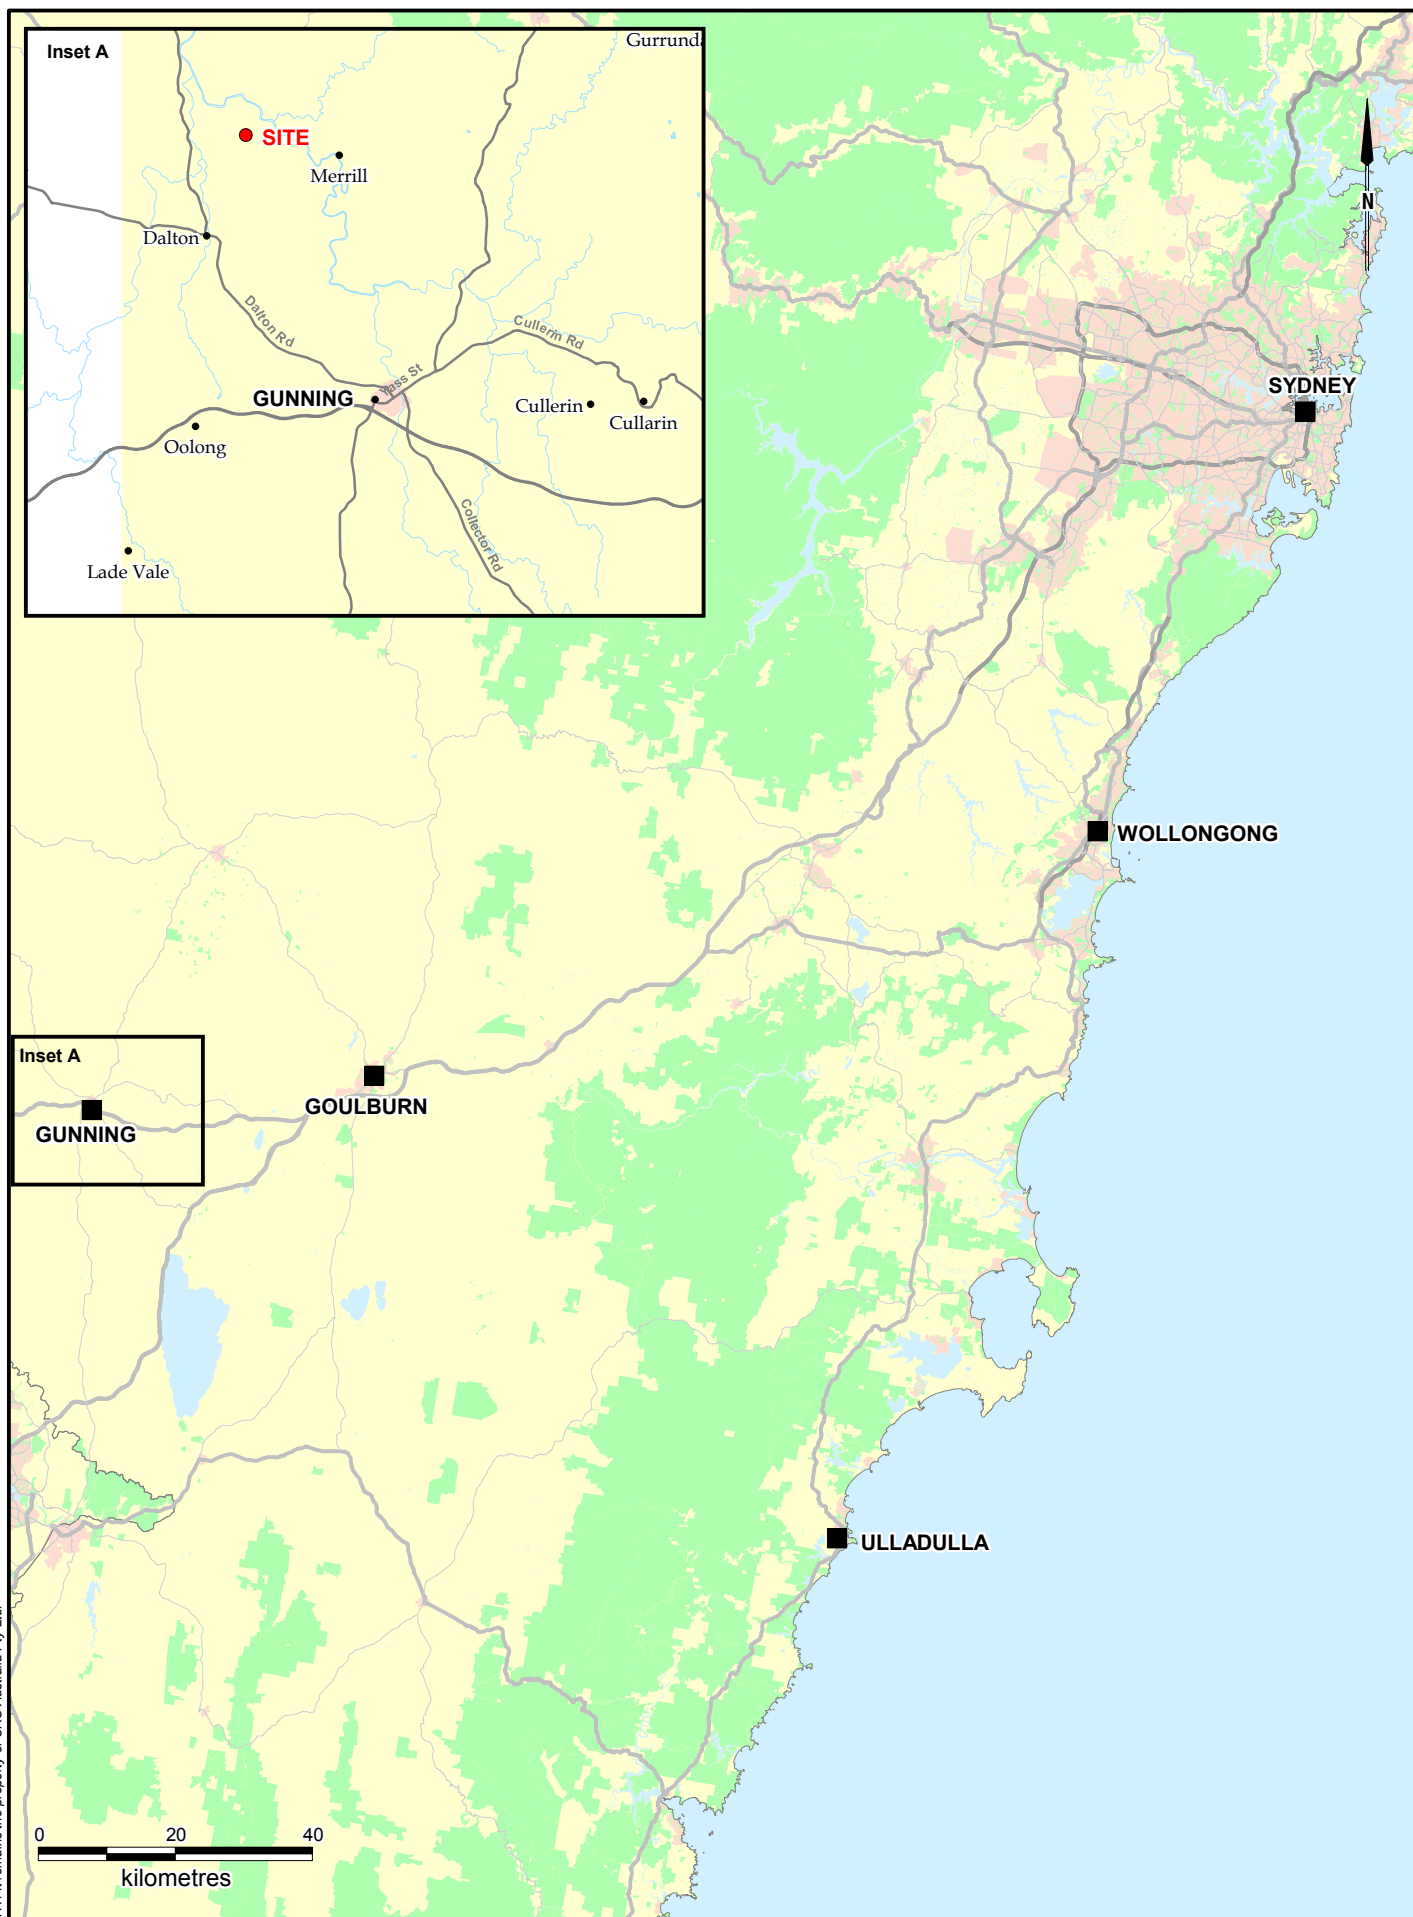 Inset A
Gurrund
SITE
Merrill
Dalton
Dalton Rd
Cullerin Rd
Yass St
GUNNING
Cullerin
Cullarin
Oolong
Collector Rd
Lade Vale
N
SYDNEY
WOLLONGONG
Inset A
GOULBURN
GUNNING
ULLADULLA
0 20 40
kilometres